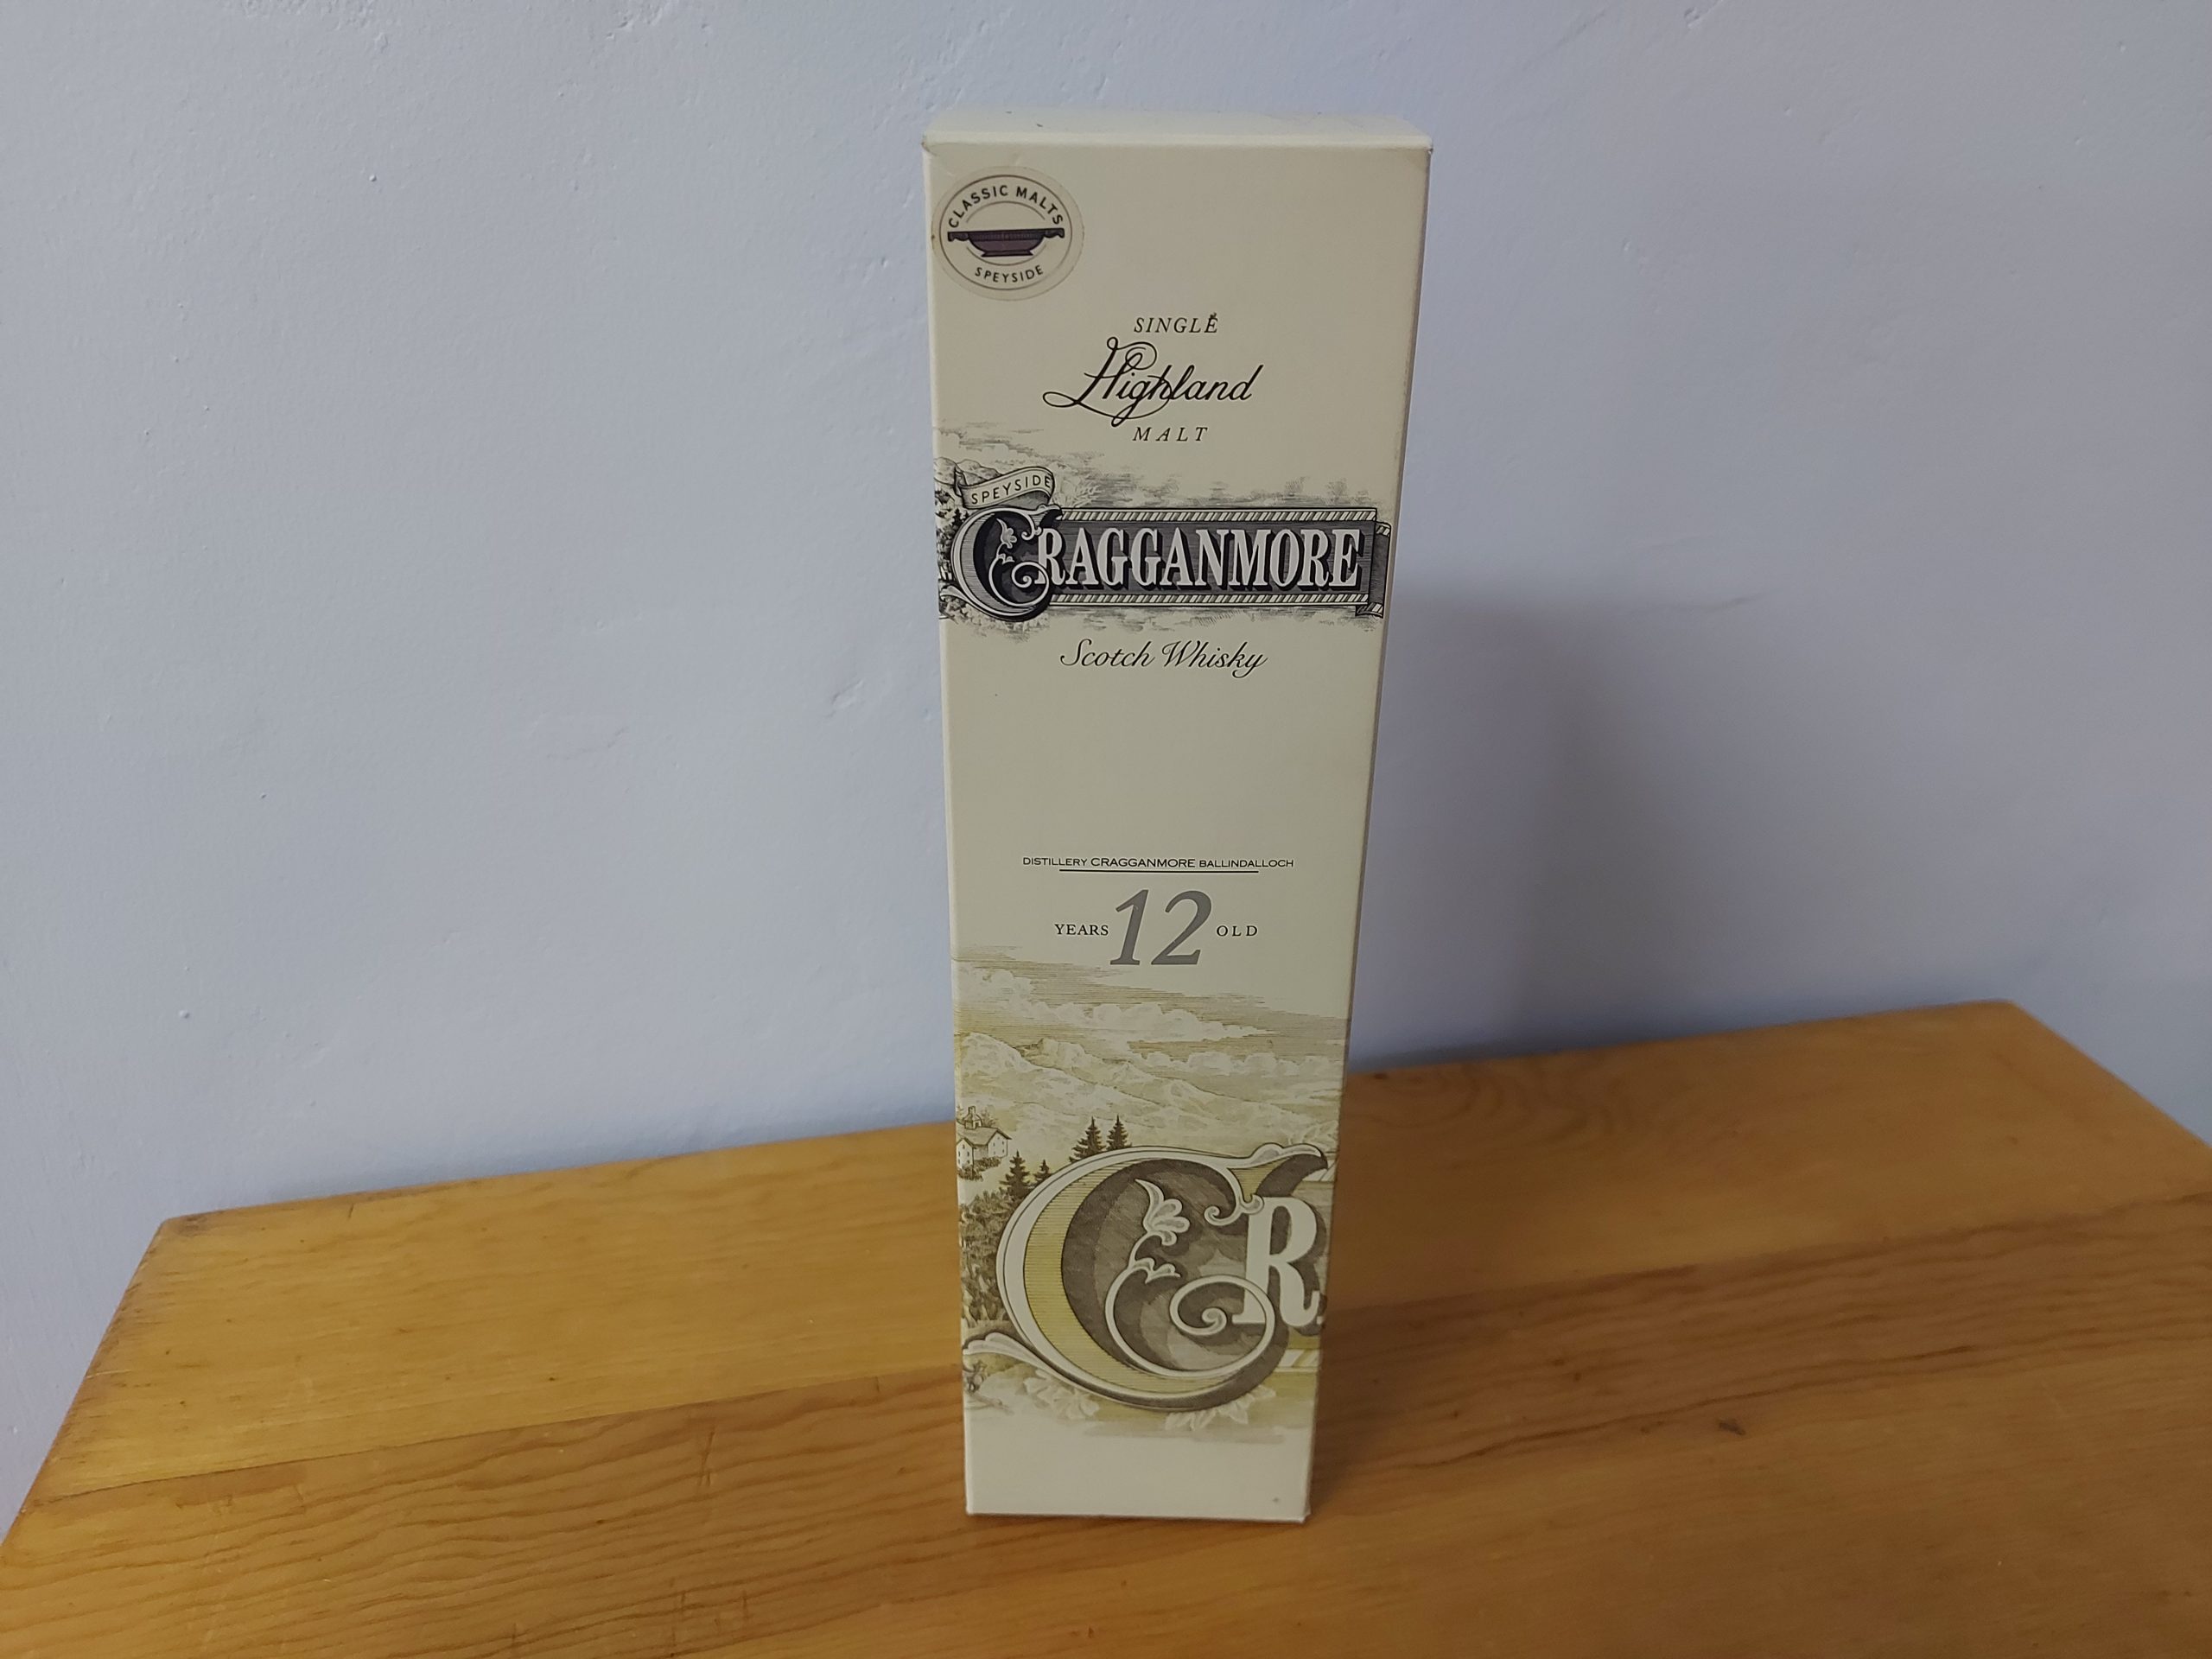 CLASSIC MALTS
SPEYSIDE
SINGLE
Highland
MALT
SPEYSIDE
CRAGGANMORE
Scotch Whisky
DISTILLERY CRAGGANMORE BALLINDALLOCH
YEARS 12 OLD
CR